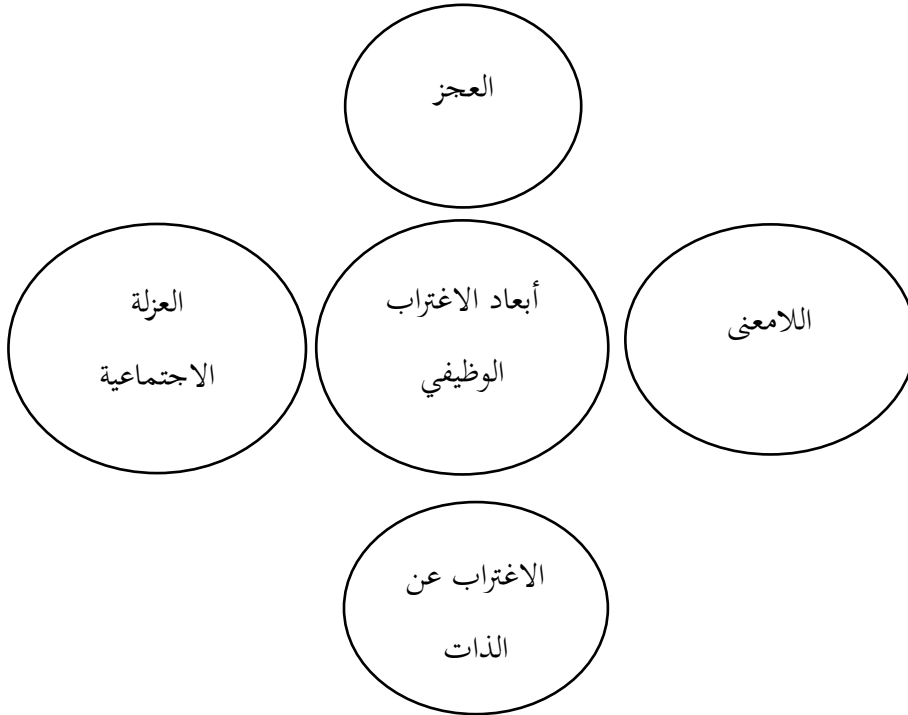 العجز
اللامعنى
أبعاد الاغتراب
الوظيفي
العزلة
الاجتماعية
الاغتراب عن
الذات